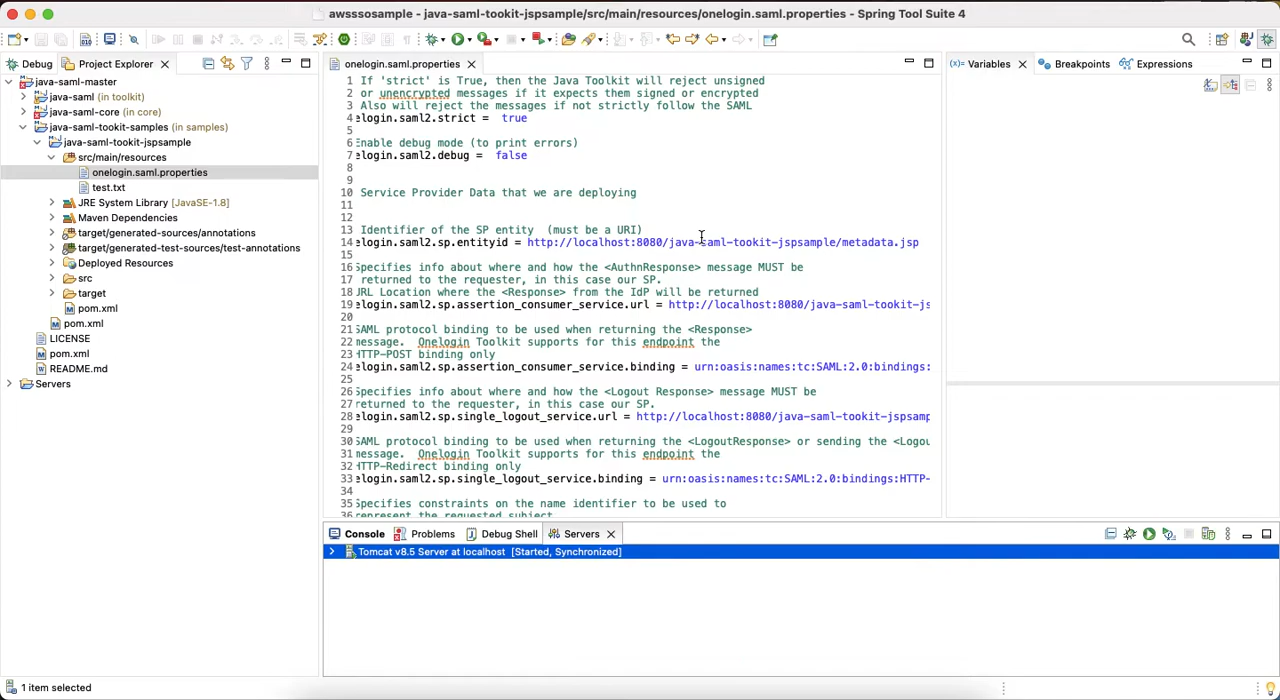 awsssosample - java-saml-tookit-jspsample/src/main/resources/onelogin.saml.properties - Spring Tool Suite 4
Debug
Project Explorer
java-saml-master
java-saml (in toolkit)
java-saml-core (in core)
java-saml-tookit-samples (in samples)
java-saml-tookit-jspsample
src/main/resources
onelogin.saml.properties
test.txt
JRE System Library [JavaSE-1.8]
Maven Dependencies
target/generated-sources/annotations
target/generated-test-sources/test-annotations
Deployed Resources
src
target
pom.xml
pom.xml
LICENSE
pom.xml
README.md
Servers
onelogin.saml.properties
1 If 'strict' is True, then the Java Toolkit will reject unsigned
2 or unencrypted messages if it expects them signed or encrypted
3 Also will reject the messages if not strictly follow the SAML
4 elogin.saml2.strict =  true
5
6 Enable debug mode (to print errors)
7 elogin.saml2.debug =  false
8
9
10 Service Provider Data that we are deploying
11
12
13 Identifier of the SP entity  (must be a URI)
14 elogin.saml2.sp.entityid = http://localhost:8080/java-saml-tookit-jspsample/metadata.jsp
15
16 Specifies info about where and how the <AuthnResponse> message MUST be
17 returned to the requester, in this case our SP.
18 URL Location where the <Response> from the IdP will be returned
19 elogin.saml2.sp.assertion_consumer_service.url = http://localhost:8080/java-saml-tookit-js
20
21 SAML protocol binding to be used when returning the <Response>
22 message.  Onelogin Toolkit supports for this endpoint the
23 HTTP-POST binding only
24 elogin.saml2.sp.assertion_consumer_service.binding = urn:oasis:names:tc:SAML:2.0:bindings:
25
26 Specifies info about where and how the <Logout Response> message MUST be
27 returned to the requester, in this case our SP.
28 elogin.saml2.sp.single_logout_service.url = http://localhost:8080/java-saml-tookit-jspsamp
29
30 SAML protocol binding to be used when returning the <LogoutResponse> or sending the <Logou
31 message.  Onelogin Toolkit supports for this endpoint the
32 HTTP-Redirect binding only
33 elogin.saml2.sp.single_logout_service.binding = urn:oasis:names:tc:SAML:2.0:bindings:HTTP-
34
35 Specifies constraints on the name identifier to be used to
36 represent the requested subject
Variables
Breakpoints
Expressions
Console
Problems
Debug Shell
Servers
Tomcat v8.5 Server at localhost [Started, Synchronized]
1 item selected